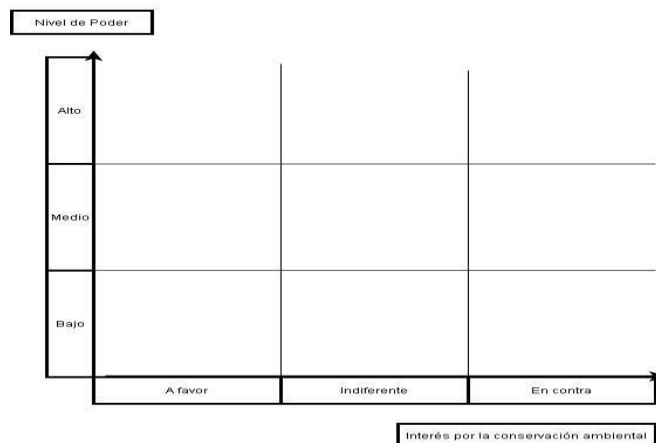 Nivel de Poder
Alto
Medio
Bajo
A favor
Indiferente
En contra
Interés por la conservación ambiental